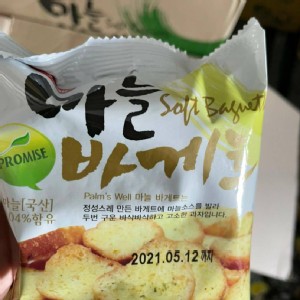 마늘
Soft Baguet
바게트
PROMISE
Palm's Well 마늘 바게트는
정성스레 만든 바게트에 마늘소스를 발라
두번 구운 바삭바삭하고 고소한 과자입니다.
마늘[국산]
04%함유
2021.05.12 까지